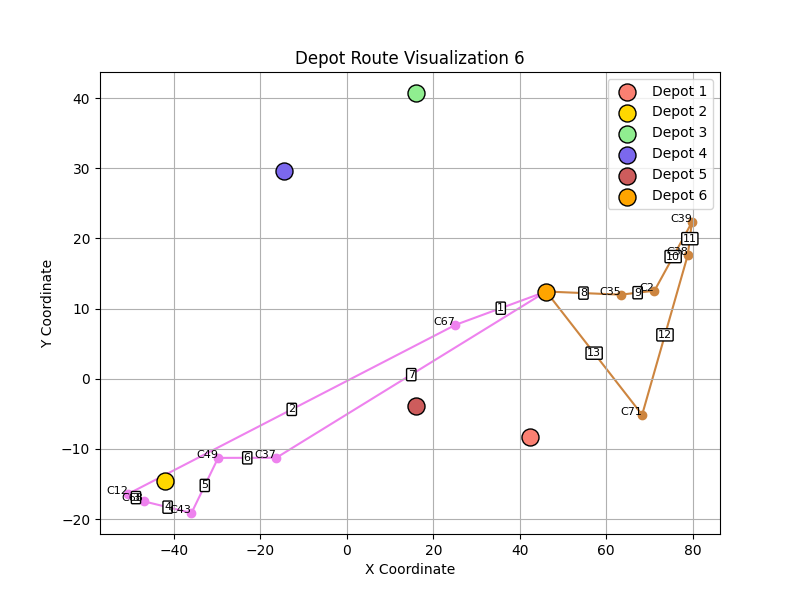 Depot Route Visualization 6
Depot 1
Depot 2
Depot 3
Depot 4
Depot 5
Depot 6
40
30
20
10
0
−10
−20
Y Coordinate
C39
11
C38
10
C35
9
C2
8
1
C67
12
13
7
2
C71
C49
6
C37
5
C12
4
C43
−40
−20
0
20
40
60
80
X Coordinate